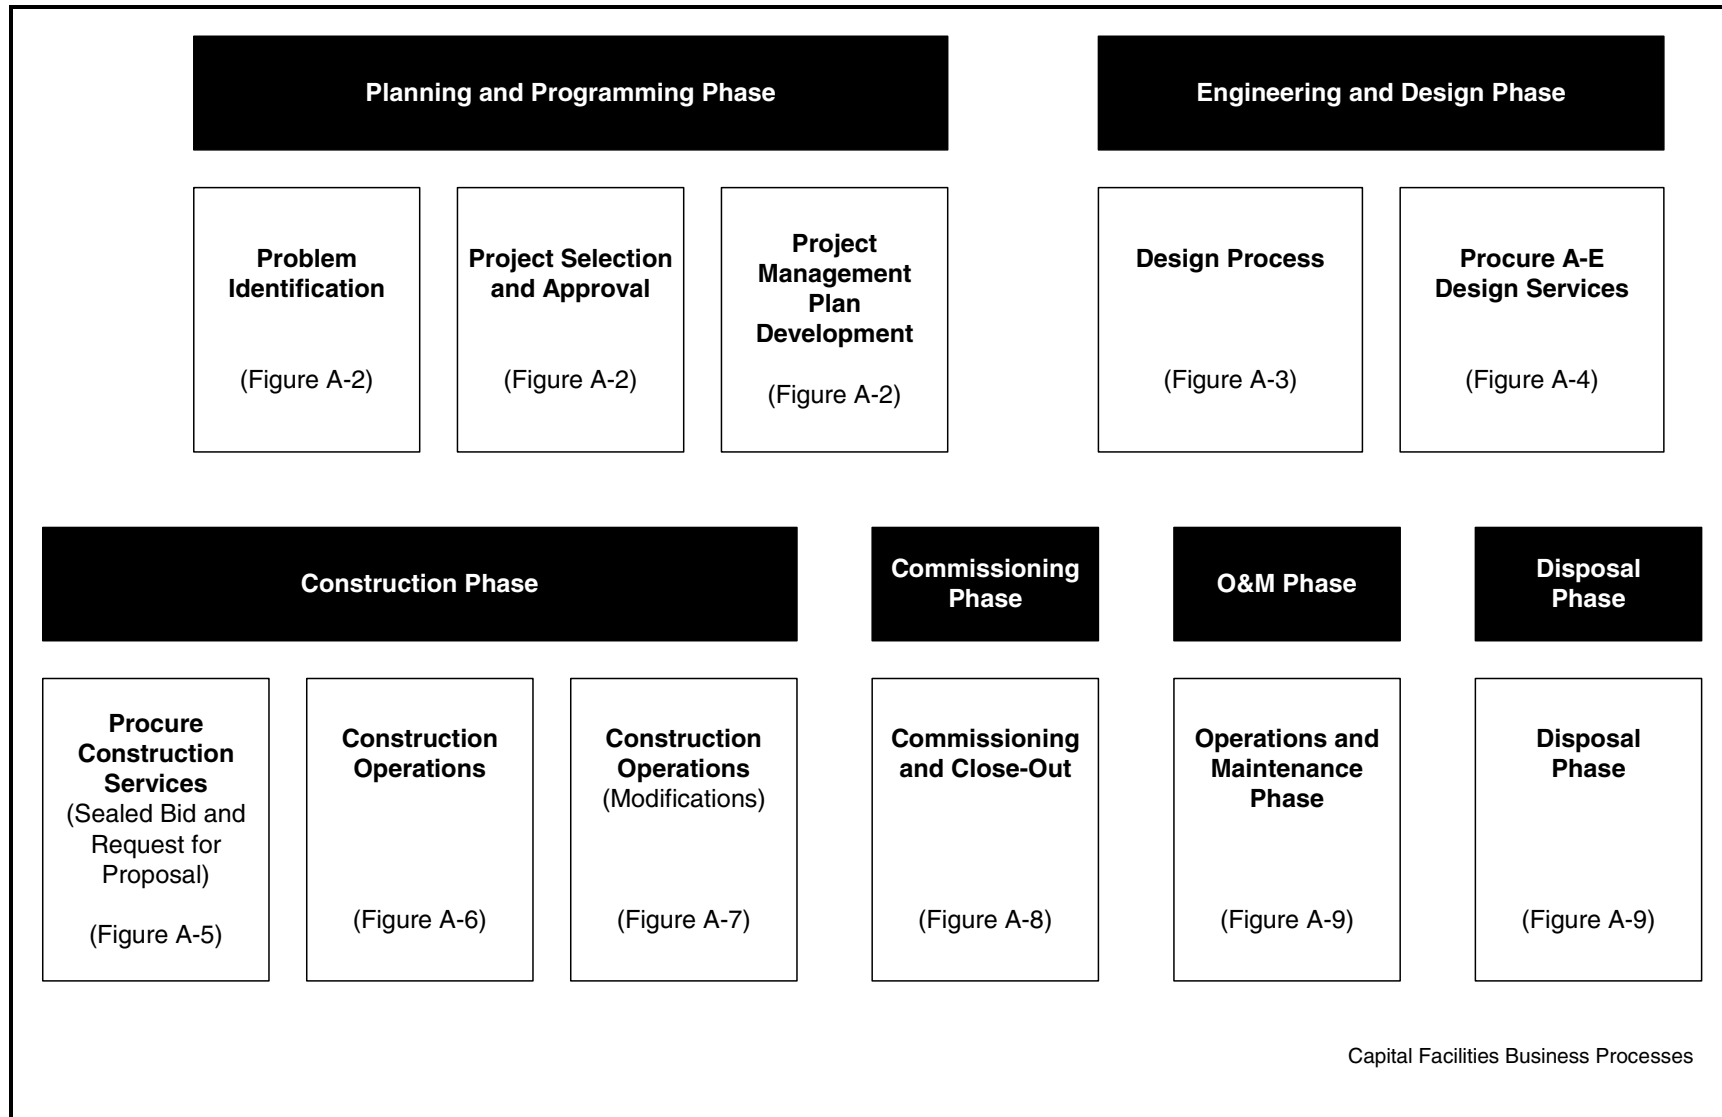 Planning and Programming Phase
Engineering and Design Phase
Problem
Identification
(Figure A-2)
Project Selection
and Approval
(Figure A-2)
Project
Management
Plan
Development
(Figure A-2)
Design Process
(Figure A-3)
Procure A-E
Design Services
(Figure A-4)
Construction Phase
Commissioning
Phase
O&M Phase
Disposal
Phase
Procure
Construction
Services
(Sealed Bid and
Request for
Proposal)
(Figure A-5)
Construction
Operations
(Figure A-6)
Construction
Operations
(Modifications)
(Figure A-7)
Commissioning
and Close-Out
(Figure A-8)
Operations and
Maintenance
Phase
(Figure A-9)
Disposal
Phase
(Figure A-9)
Capital Facilities Business Processes